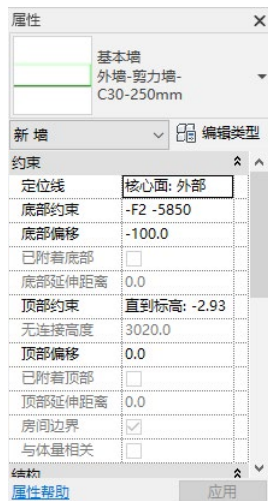 属性
基本墙
外墙-剪力墙-
C30-250mm
新 墙 编辑类型
约束
定位线 核心面: 外部
底部约束 -F2 -5850
底部偏移 -100.0
已附着底部
底部延伸距离 0.0
顶部约束 直到标高: -2.93
无连接高度 3020.0
顶部偏移 0.0
已附着顶部
顶部延伸距离 0.0
房间边界
与体量相关
结构
属性帮助 应用